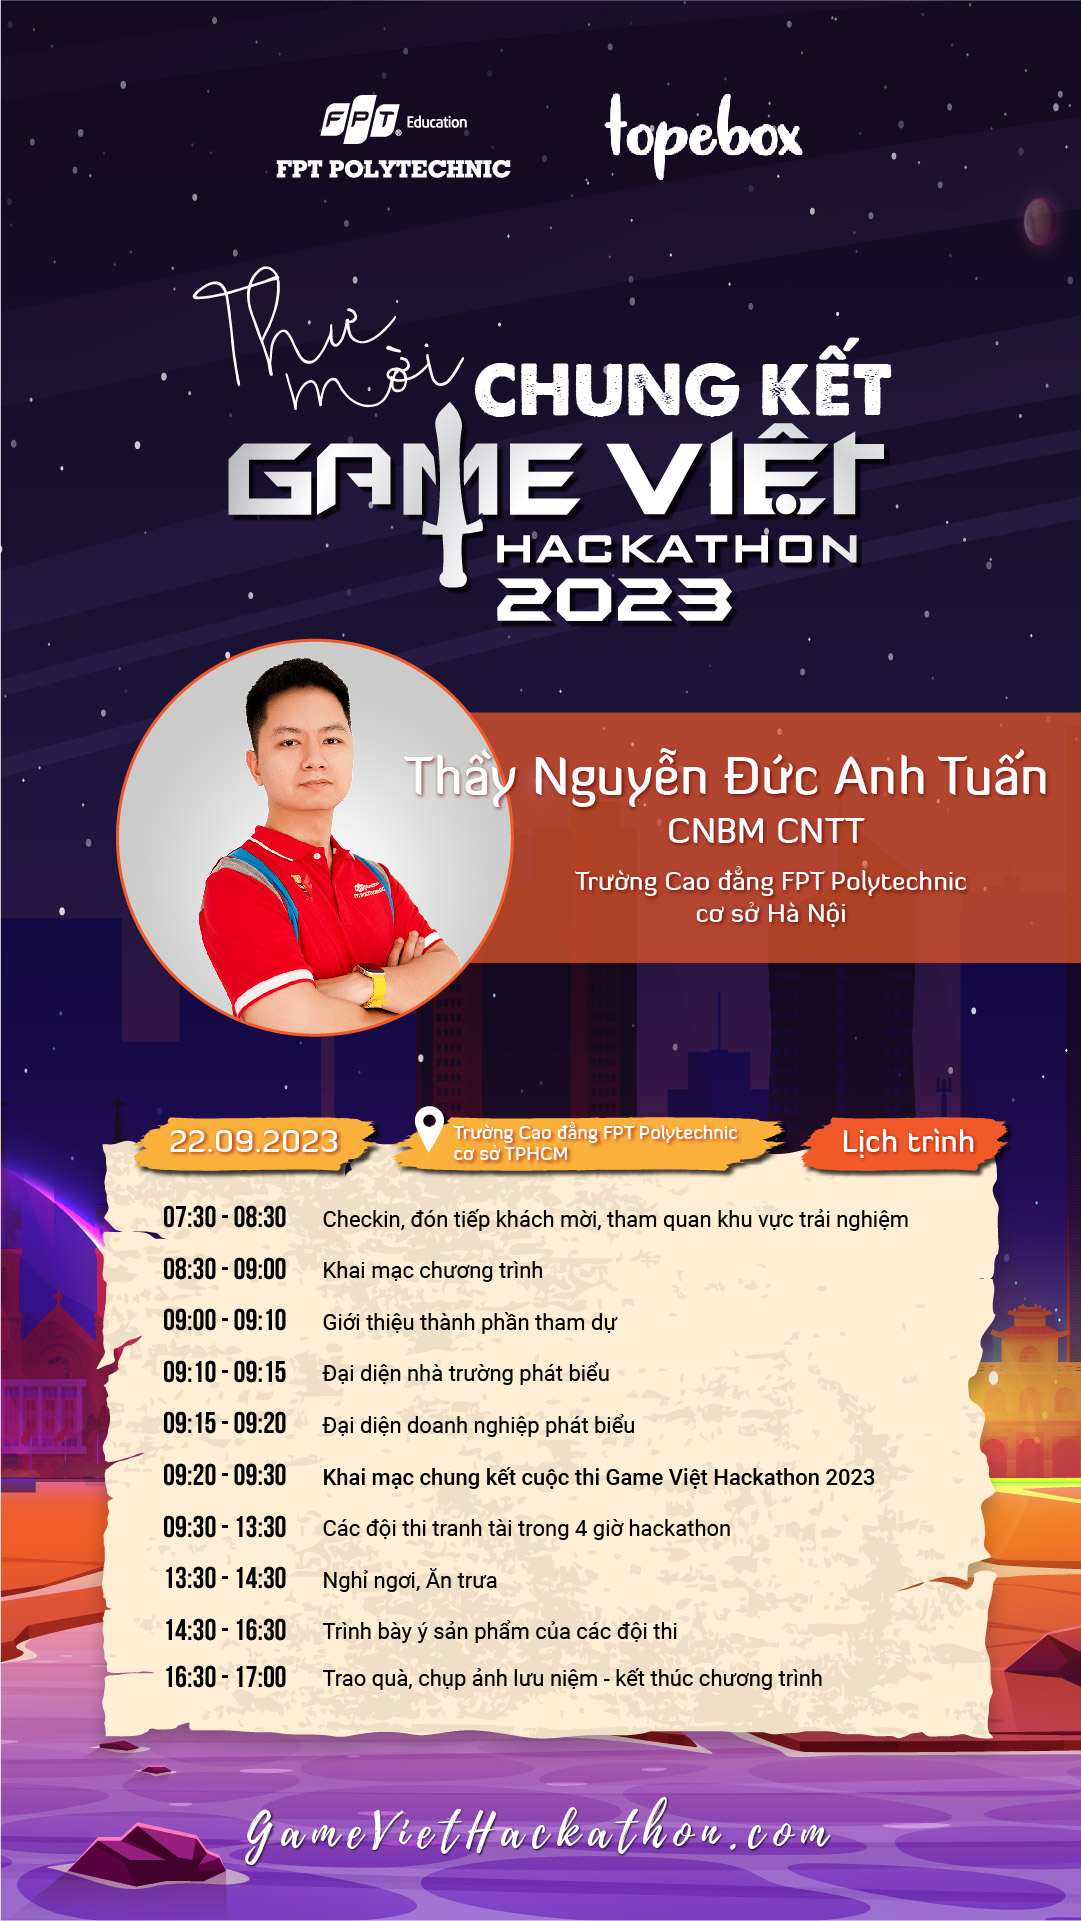 FPT Education
FPT POLYTECHNIC
topebox
Thư mời
CHUNG KẾT
GAME VIỆT
HACKATHON
2023
Thầy Nguyễn Đức Anh Tuấn
CNBM CNTT
Trường Cao đẳng FPT Polytechnic
cơ sở Hà Nội
22.09.2023
Trường Cao đẳng FPT Polytechnic
cơ sở TPHCM
Lịch trình
07:30 - 08:30 Checkin, đón tiếp khách mời, tham quan khu vực trải nghiệm
08:30 - 09:00 Khai mạc chương trình
09:00 - 09:10 Giới thiệu thành phần tham dự
09:10 - 09:15 Đại diện nhà trường phát biểu
09:15 - 09:20 Đại diện doanh nghiệp phát biểu
09:20 - 09:30 Khai mạc chung kết cuộc thi Game Việt Hackathon 2023
09:30 - 13:30 Các đội thi tranh tài trong 4 giờ hackathon
13:30 - 14:30 Nghỉ ngơi, Ăn trưa
14:30 - 16:30 Trình bày ý sản phẩm của các đội thi
16:30 - 17:00 Trao quà, chụp ảnh lưu niệm - kết thúc chương trình
GameVietHackathon.com